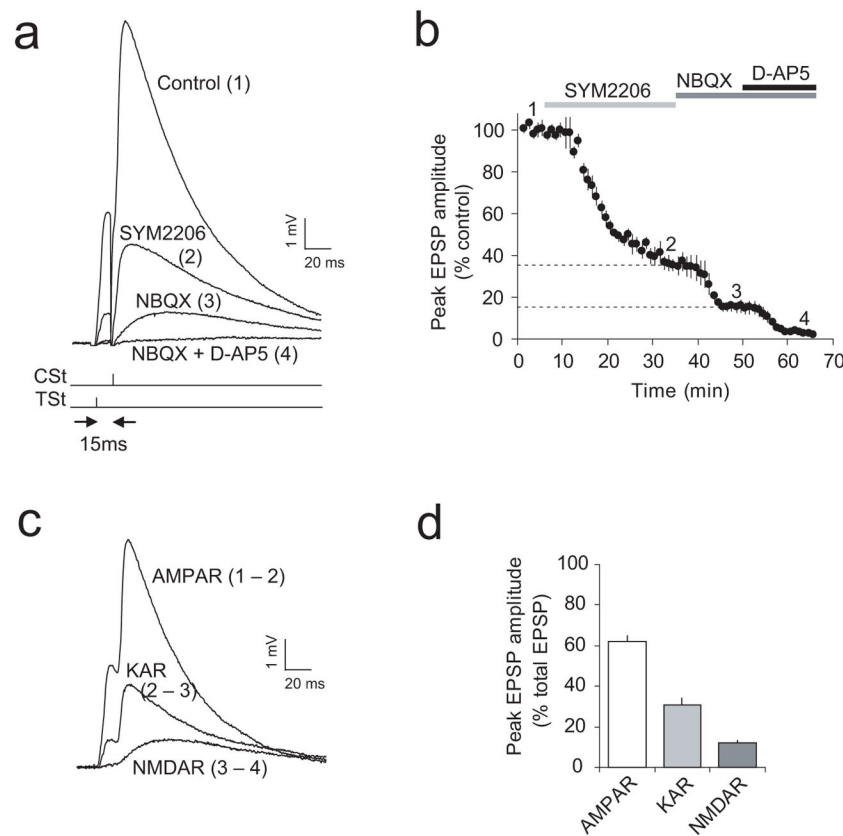 a
Control (1)
SYM2206
(2)
NBQX (3)
NBQX + D-AP5 (4)
1 mV
20 ms
CSt
TSt
15ms
b
D-AP5
NBQX
SYM2206
1
2
3
4
Peak EPSP amplitude
(% control)
100
80
60
40
20
0
0 10 20 30 40 50 60 70
Time (min)
c
AMPAR (1 – 2)
KAR
(2 – 3)
NMDAR (3 – 4)
1 mV
20 ms
d
Peak EPSP amplitude
(% total EPSP)
100
80
60
40
20
0
AMPAR
KAR
NMDAR